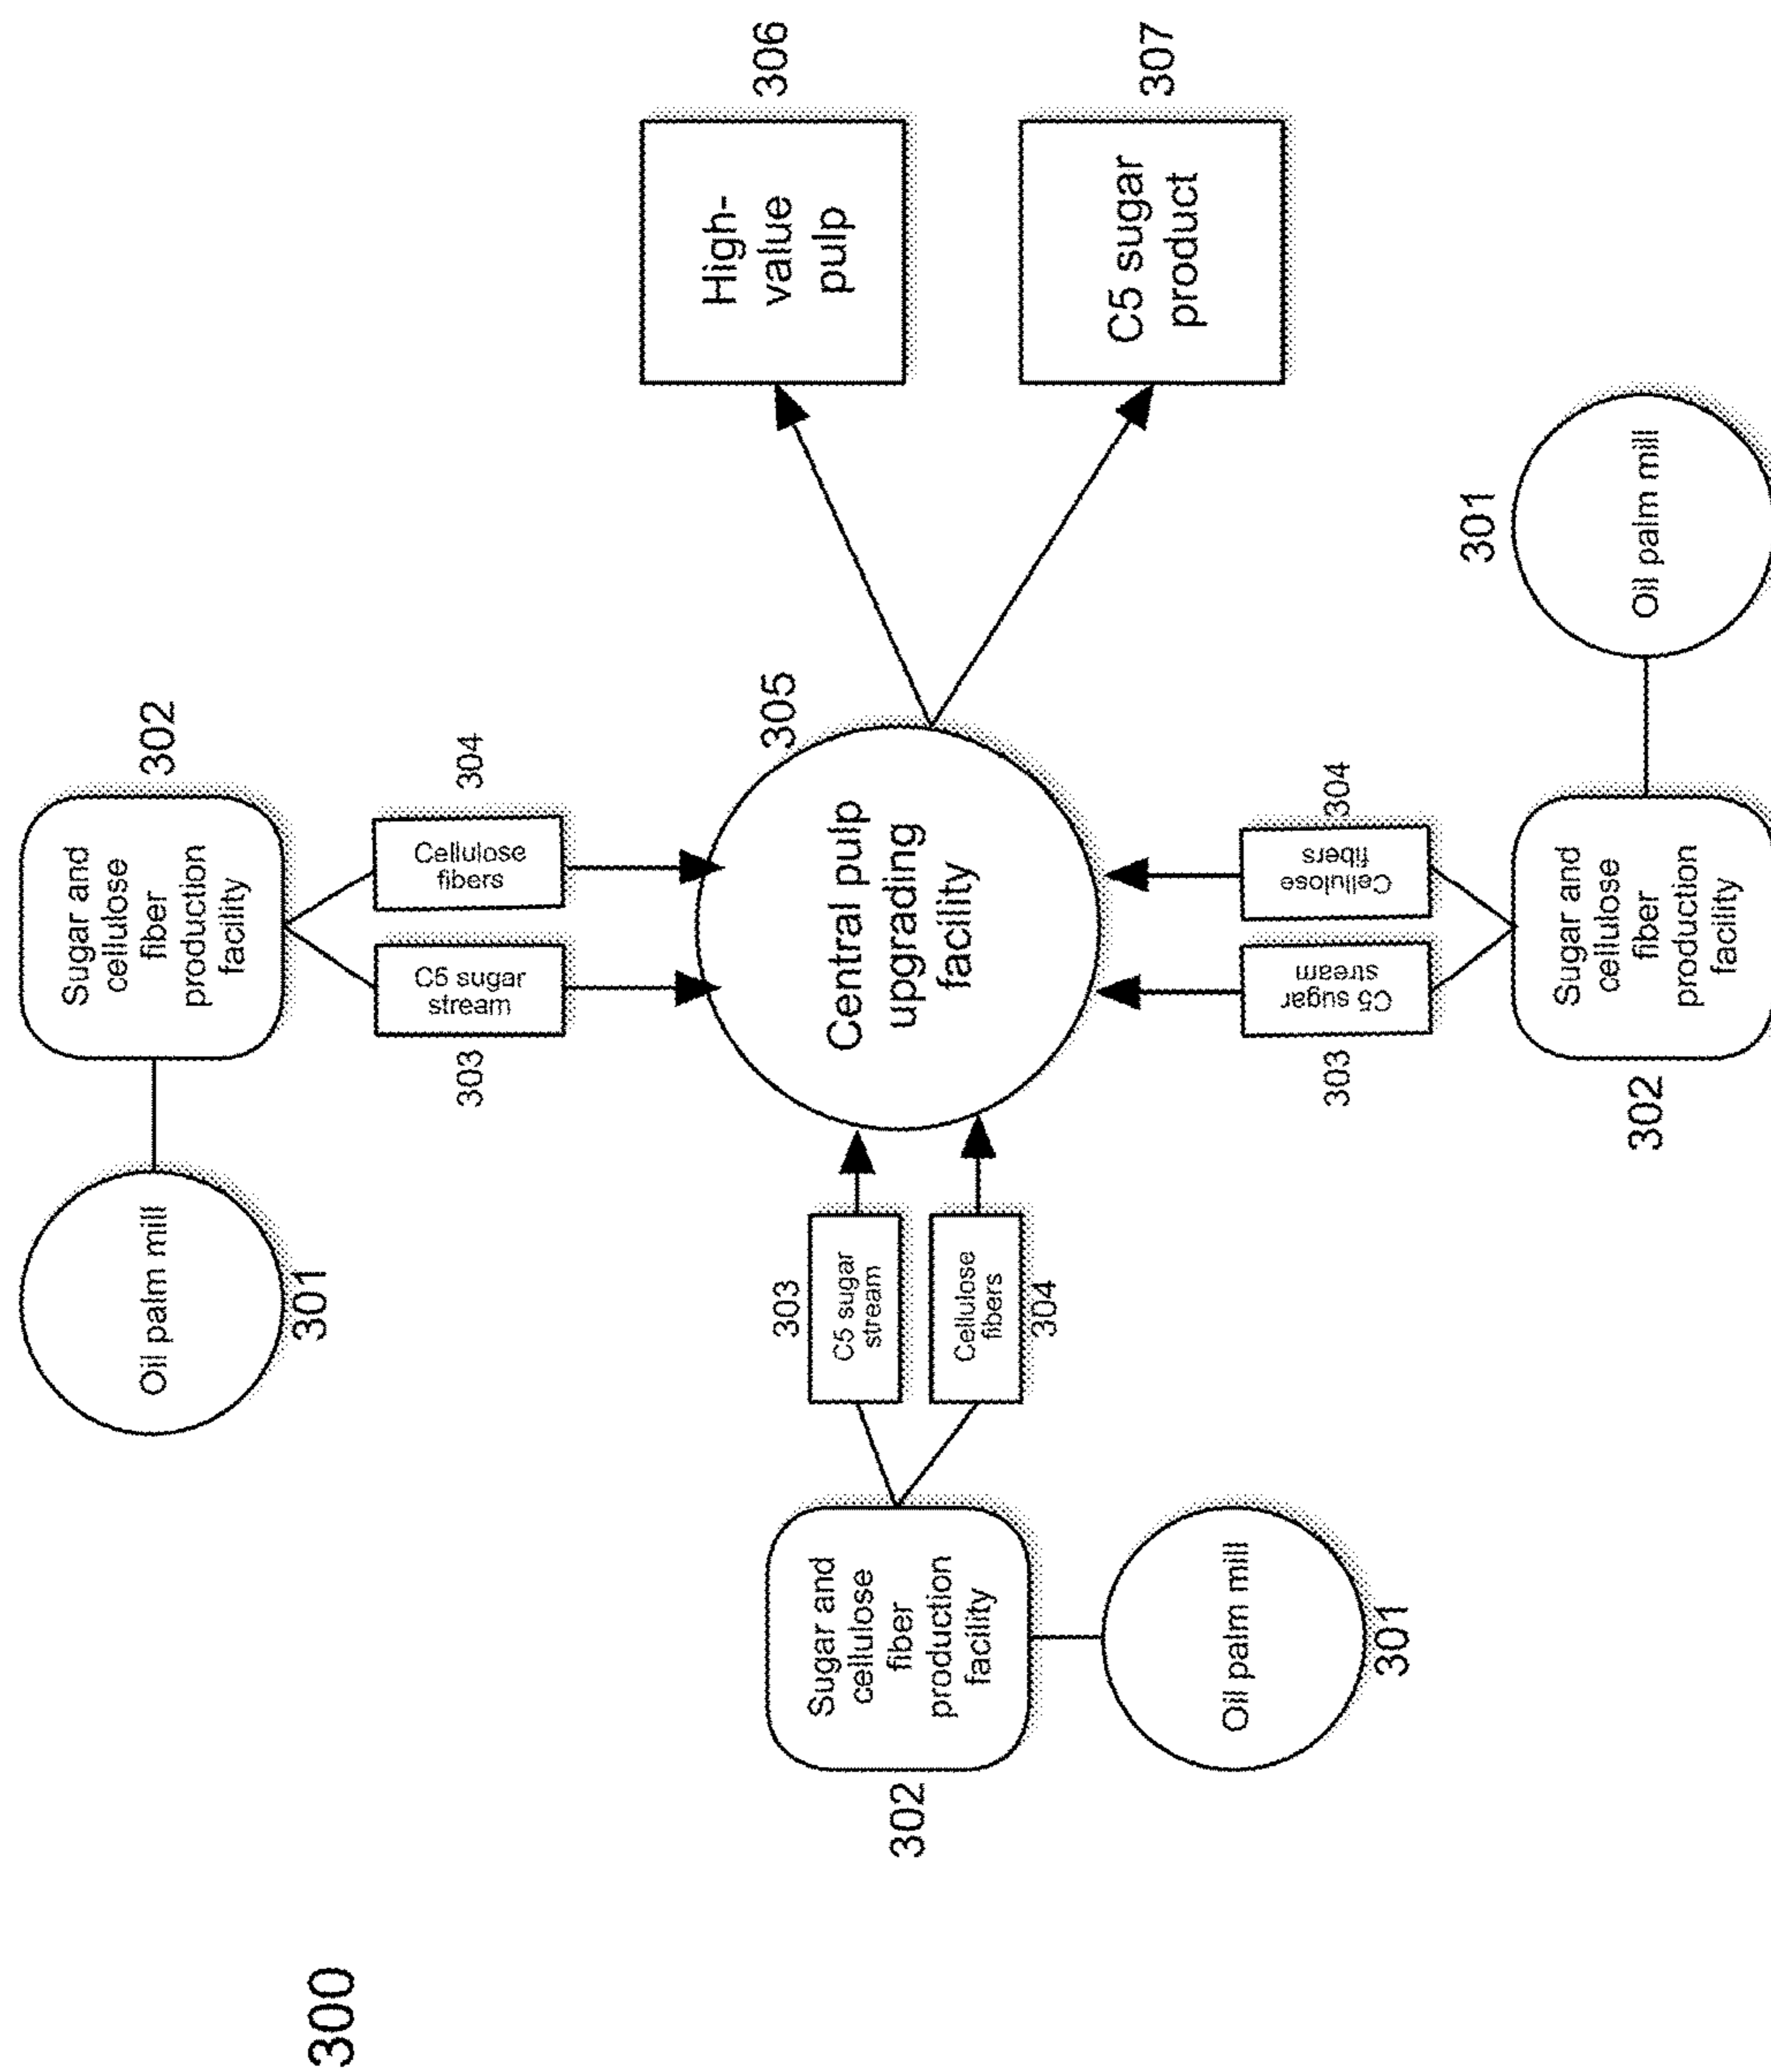 300
301
Oil palm mill
302
Sugar and
cellulose
fiber
production
facility
303
C5 sugar
stream
304
Cellulose
fibers
302
Sugar and
cellulose
fiber
production
facility
301
Oil palm mill
303
C5 sugar
stream
Cellulose
fibers
304
305
Central pulp
upgrading
facility
306
High-
value
pulp
307
C5 sugar
product
303
C5 sugar
stream
304
Cellulose
fibers
302
Sugar and
cellulose
fiber
production
facility
301
Oil palm mill